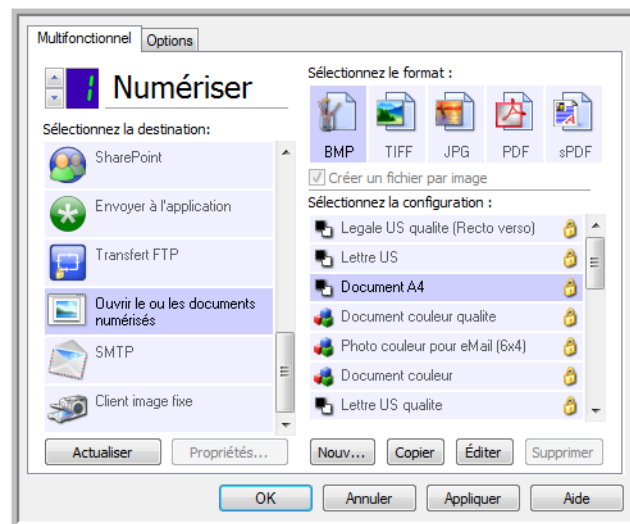 Multifonctionnel
Options
1
Numériser
Sélectionnez la destination:
SharePoint
Envoyer à l'application
Transfert FTP
Ouvrir le ou les documents
numérisés
SMTP
Client image fixe
Actualiser
Propriétés...
Sélectionnez le format :
BMP
TIFF
JPG
PDF
sPDF
Créer un fichier par image
Sélectionnez la configuration :
Legale US qualite (Recto verso)
Lettre US
Document A4
Document couleur qualite
Photo couleur pour eMail (6x4)
Document couleur
Lettre US qualite
Nouv...
Copier
Éditer
Supprimer
OK
Annuler
Appliquer
Aide